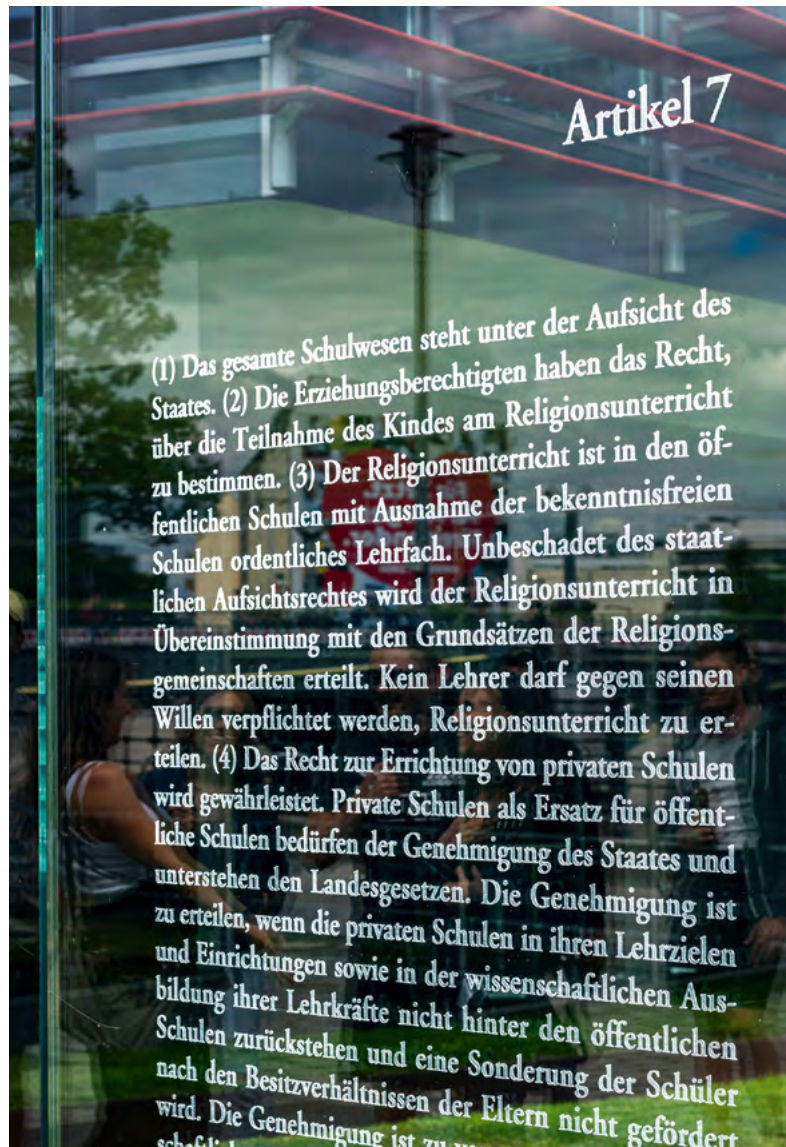 Artikel 7
(1) Das gesamte Schulwesen steht unter der Aufsicht des
Staates. (2) Die Erziehungsberechtigten haben das Recht,
über die Teilnahme des Kindes am Religionsunterricht
zu bestimmen. (3) Der Religionsunterricht ist in den öf-
fentlichen Schulen mit Ausnahme der bekenntnisfreien
Schulen ordentliches Lehrfach. Unbeschadet des staat-
lichen Aufsichtsrechtes wird der Religionsunterricht in
Übereinstimmung mit den Grundsätzen der Religions-
gemeinschaften erteilt. Kein Lehrer darf gegen seinen
Willen verpflichtet werden, Religionsunterricht zu er-
teilen. (4) Das Recht zur Errichtung von privaten Schulen
wird gewährleistet. Private Schulen als Ersatz für öffent-
liche Schulen bedürfen der Genehmigung des Staates und
unterstehen den Landesgesetzen. Die Genehmigung ist
zu erteilen, wenn die privaten Schulen in ihren Lehrzielen
und Einrichtungen sowie in der wissenschaftlichen Aus-
bildung ihrer Lehrkräfte nicht hinter den öffentlichen
Schulen zurückstehen und eine Sonderung der Schüler
nach den Besitzverhältnissen der Eltern nicht gefördert
wird. Die Genehmigung ist zu